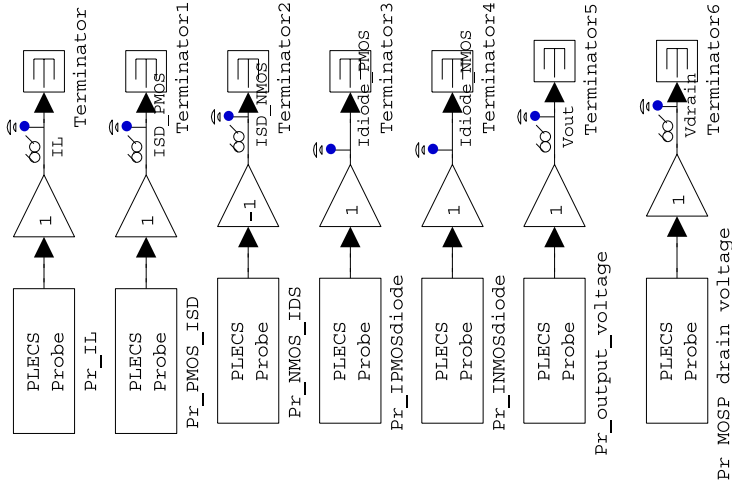 Terminator
IL
1
PLECS
Probe
Pr_IL
Terminator1
ISD_PMOS
1
PLECS
Probe
Pr_PMOS_ISD
Terminator2
ISD_NMOS
-1
PLECS
Probe
Pr_NMOS_IDS
Terminator3
Idiode_PMOS
1
PLECS
Probe
Pr_IPMOSdiode
Terminator4
Idiode_NMOS
1
PLECS
Probe
Pr_INMOSdiode
Terminator5
Vout
1
PLECS
Probe
Pr_output_voltage
Terminator6
Vdrain
1
PLECS
Probe
Pr MOSP drain voltage